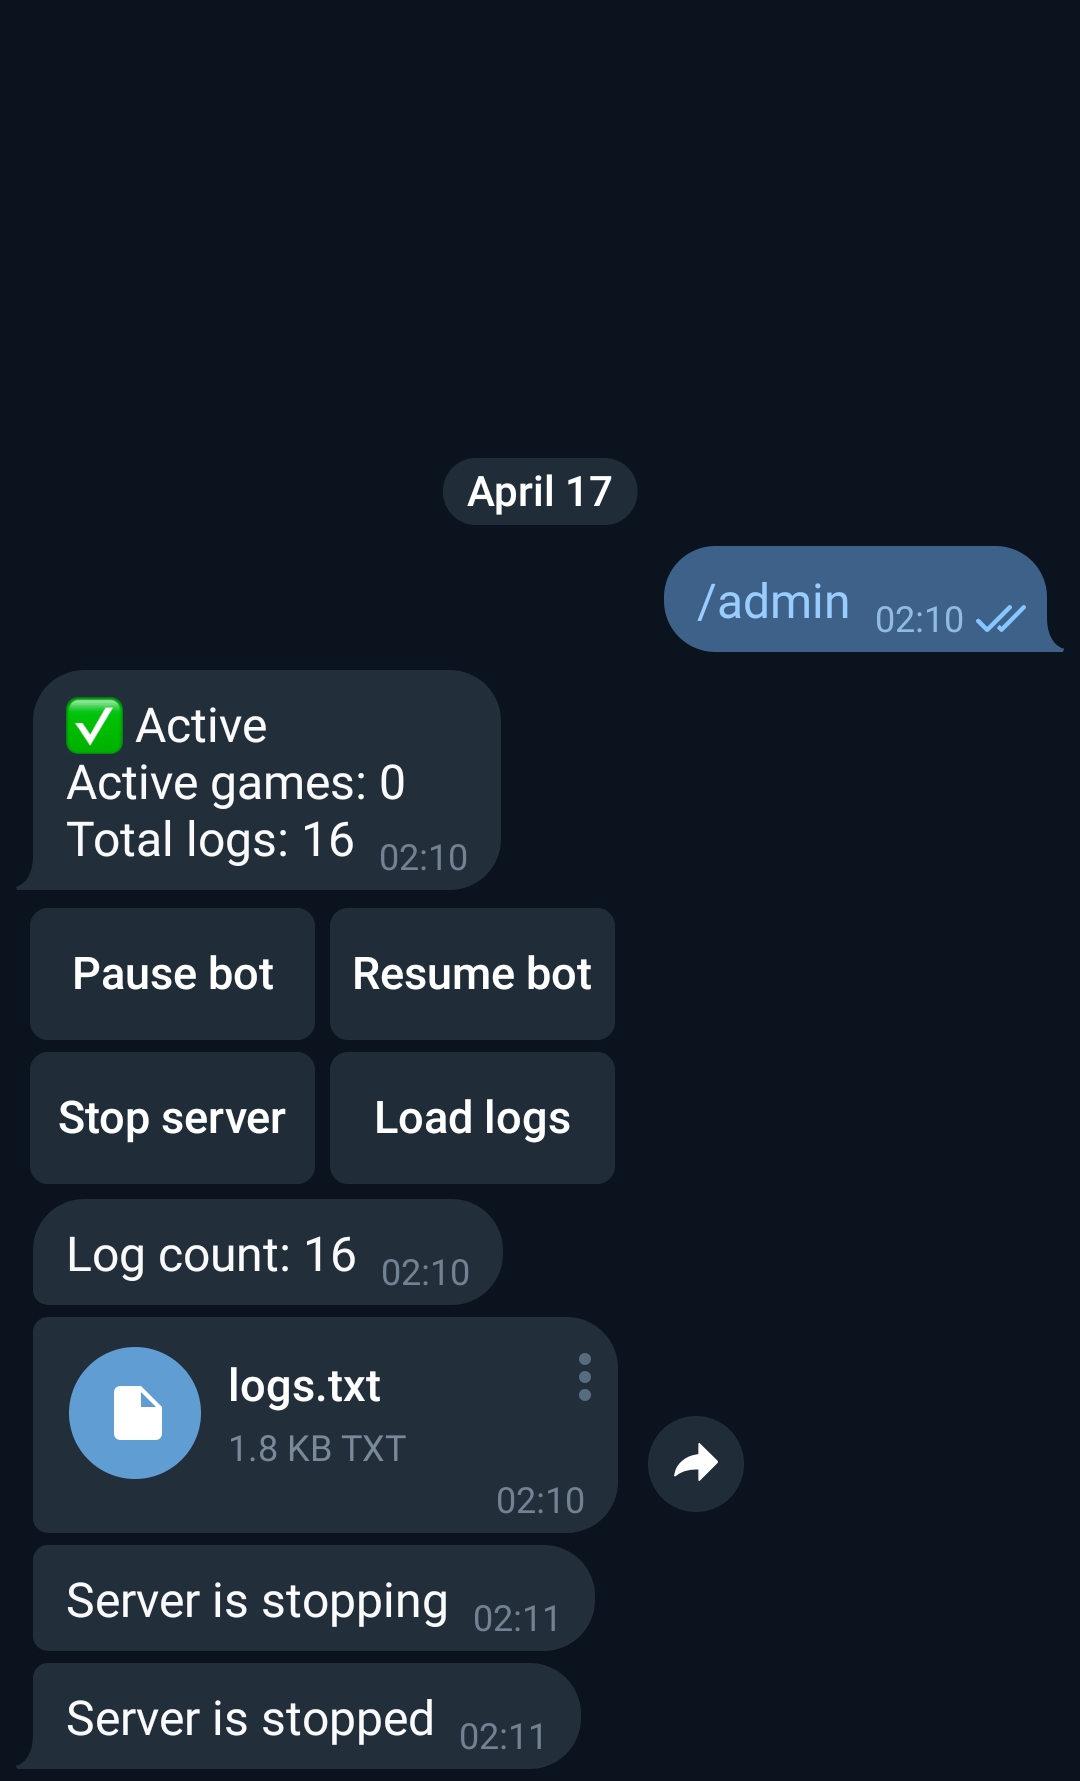 April 17
/admin 02:10
✅ Active
Active games: 0
Total logs: 16 02:10
Pause bot Resume bot
Stop server Load logs
Log count: 16 02:10
logs.txt
1.8 KB TXT
02:10
Server is stopping 02:11
Server is stopped 02:11